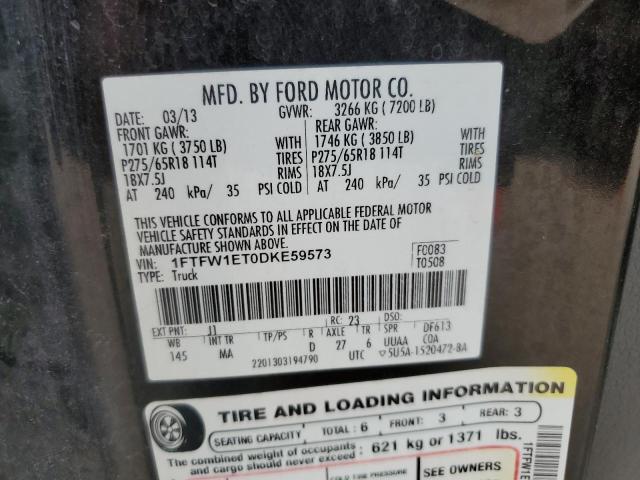 MFD. BY FORD MOTOR CO.
DATE: 03/13 GVWR: 3266 KG ( 7200 LB)
FRONT GAWR: REAR GAWR:
1701 KG ( 3750 LB) WITH 1746 KG ( 3850 LB) WITH
P275/65R18 114T TIRES P275/65R18 114T TIRES
18X7.5J RIMS 18X7.5J RIMS
AT 240 kPa/ 35 PSI COLD AT 240 kPa/ 35 PSI COLD
THIS VEHICLE CONFORMS TO ALL APPLICABLE FEDERAL MOTOR
VEHICLE SAFETY STANDARDS IN EFFECT ON THE DATE OF
MANUFACTURE SHOWN ABOVE.
VIN: 1FTFW1ET0DKE59573 FC083
TYPE: Truck T0508
EXT PNT: J1 RC: 23 DSO:
WB INT TR TP/PS R AXLE TR SPR DF613
145 MA D 27 6 UUAA COA
2201303194790 UTC ▽5U5A-1520472-BA
TIRE AND LOADING INFORMATION
SEATING CAPACITY TOTAL: 6 FRONT: 3 REAR: 3
The combined weight of occupants
and cargo should never exceed: 621 kg or 1371 lbs.
SEE OWNERS